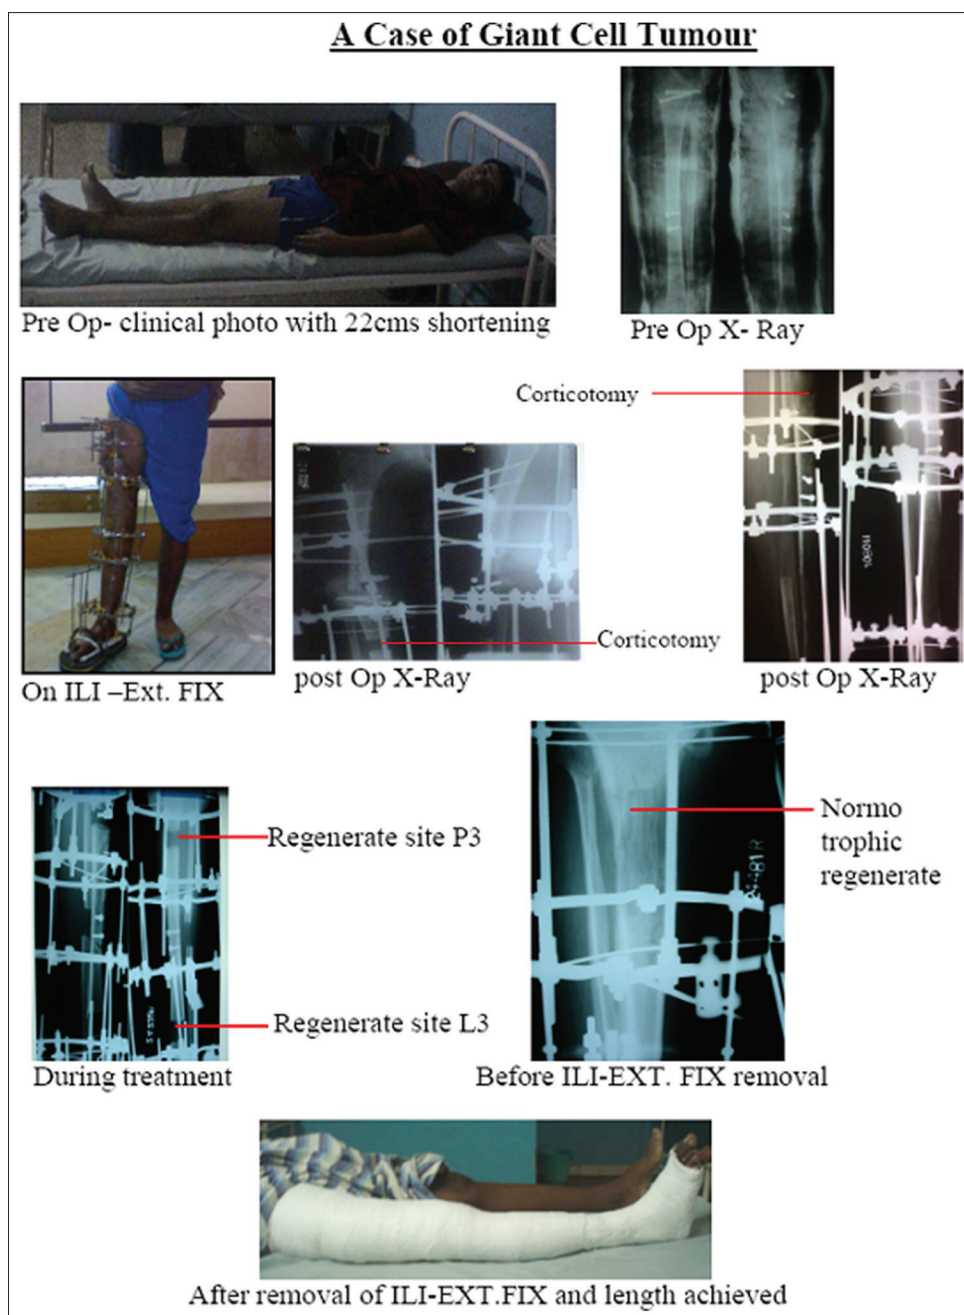 A Case of Giant Cell Tumour
Pre Op- clinical photo with 22cms shortening
Pre Op X- Ray
Corticotomy
Corticotomy
On ILI –Ext. FIX
post Op X-Ray
post Op X-Ray
Regenerate site P3
Normo
trophic
regenerate
Regenerate site L3
During treatment
Before ILI-EXT. FIX removal
After removal of ILI-EXT.FIX and length achieved